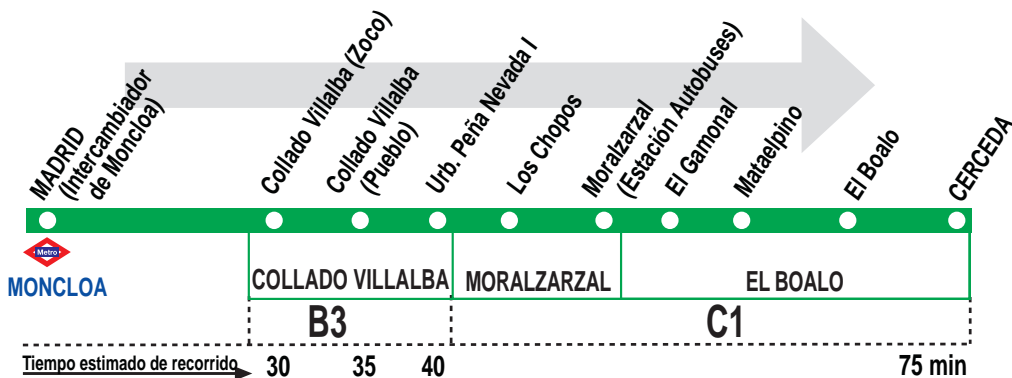 MADRID
(Intercambiador
de Moncloa)
Collado Villalba (Zoco)
Collado Villalba
(Pueblo)
Urb. Peña Nevada I
Los Chopos
Moralzarzal
(Estación Autobuses)
El Gamonal
Mataelpino
El Boalo
CERCEDA
Metro
MONCLOA
COLLADO VILLALBA
MORALZARZAL
EL BOALO
B3
C1
Tiempo estimado de recorrido
30
35
40
75 min